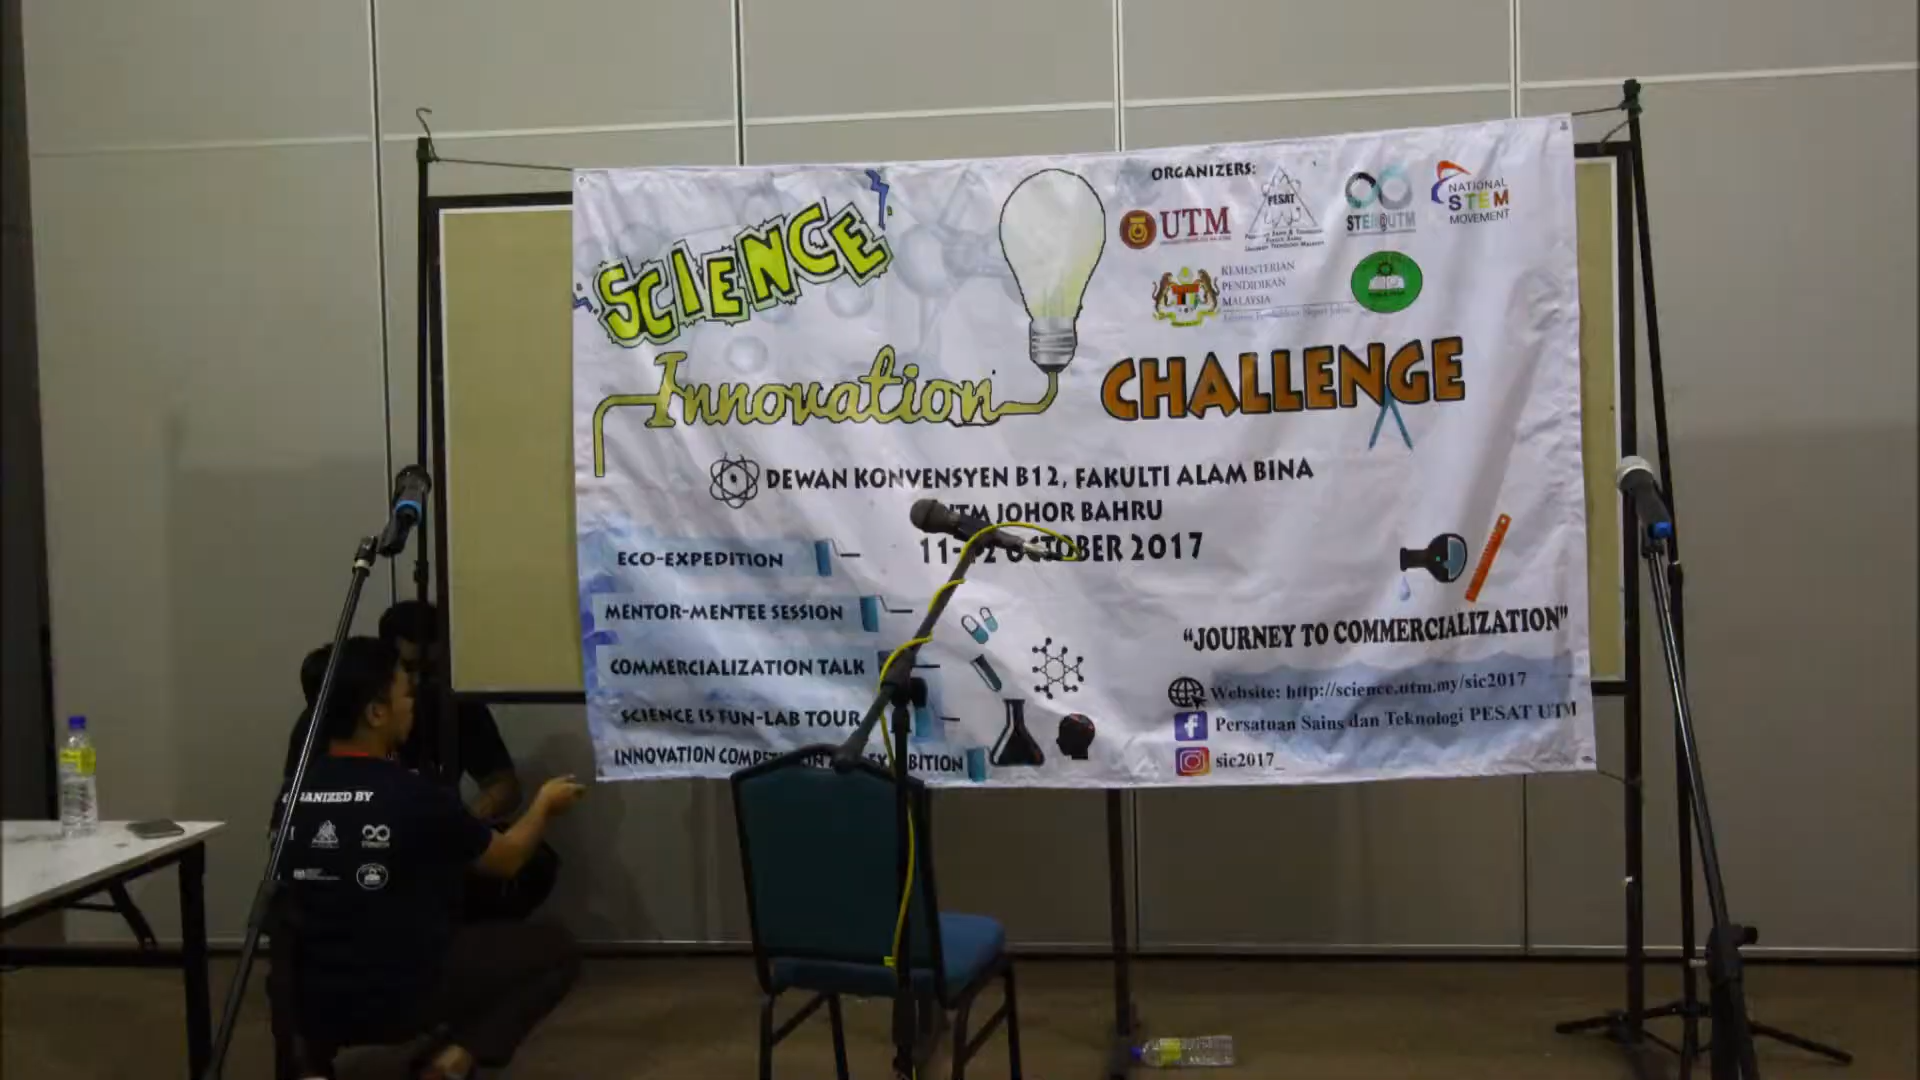 ORGANIZERS:
UTM
PESAT
STEM@UTM
NATIONAL
STEM
MOVEMENT
KEMENTERIAN
PENDIDIKAN
MALAYSIA
SCIENCE
Innovation
CHALLENGE
DEWAN KONVENSYEN B12, FAKULTI ALAM BINA
UTM JOHOR BAHRU
OCTOBER 2017
ECO-EXPEDITION
MENTOR-MENTEE SESSION
COMMERCIALIZATION TALK
SCIENCE IS FUN-LAB TOUR
INNOVATION
"JOURNEY TO COMMERCIALIZATION"
Website: http://science.utm.my/sic2017
Persatuan Sains dan Teknologi PESAT UTM
sic2017_
ORGANIZED BY